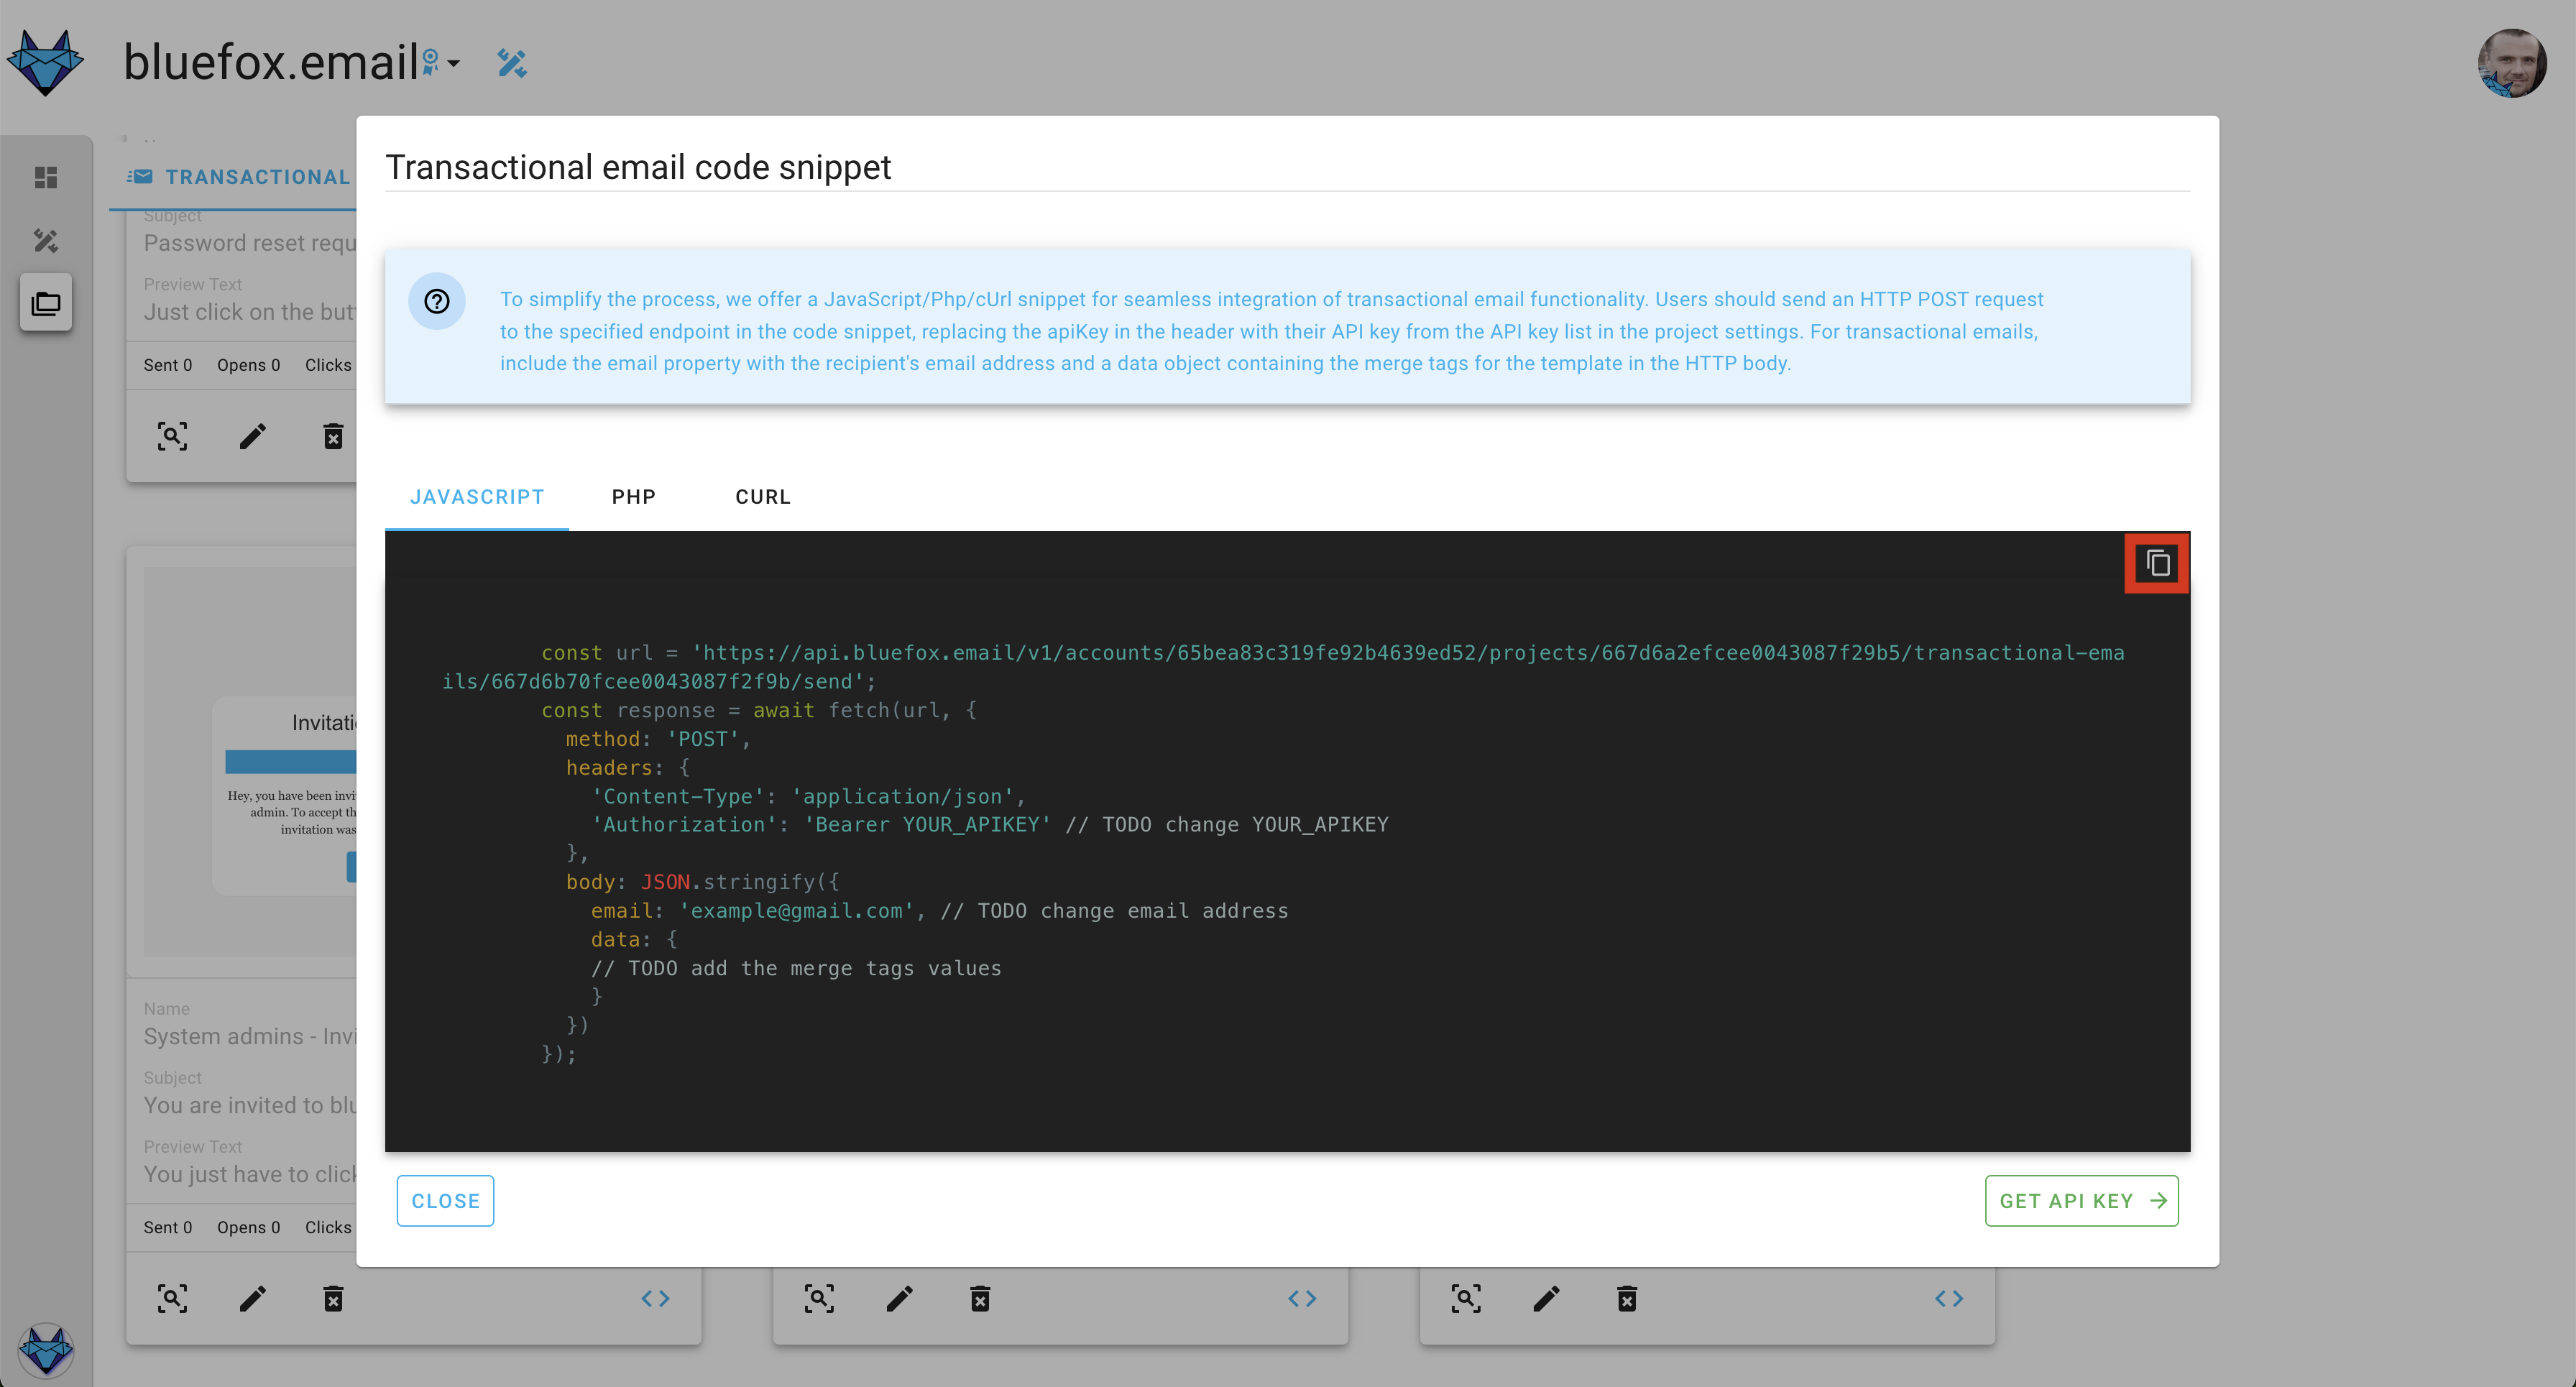 bluefox.email
TRANSACTIONAL
Subject
Password reset requ
Preview Text
Just click on the but
Sent 0 Opens 0 Clicks
Invitati
Hey, you have been invi
admin. To accept th
invitation was
Name
System admins - Invi
Subject
You are invited to blu
Preview Text
You just have to click
Sent 0 Opens 0 Clicks
Transactional email code snippet
To simplify the process, we offer a JavaScript/Php/cUrl snippet for seamless integration of transactional email functionality. Users should send an HTTP POST request
to the specified endpoint in the code snippet, replacing the apiKey in the header with their API key from the API key list in the project settings. For transactional emails,
include the email property with the recipient's email address and a data object containing the merge tags for the template in the HTTP body.
JAVASCRIPT PHP CURL
const url = 'https://api.bluefox.email/v1/accounts/65bea83c319fe92b4639ed52/projects/667d6a2efcee0043087f29b5/transactional-ema
ils/667d6b70fcee0043087f2f9b/send';
const response = await fetch(url, {
method: 'POST',
headers: {
'Content-Type': 'application/json',
'Authorization': 'Bearer YOUR_APIKEY' // TODO change YOUR_APIKEY
},
body: JSON.stringify({
email: 'example@gmail.com', // TODO change email address
data: {
// TODO add the merge tags values
}
})
});
CLOSE
GET API KEY